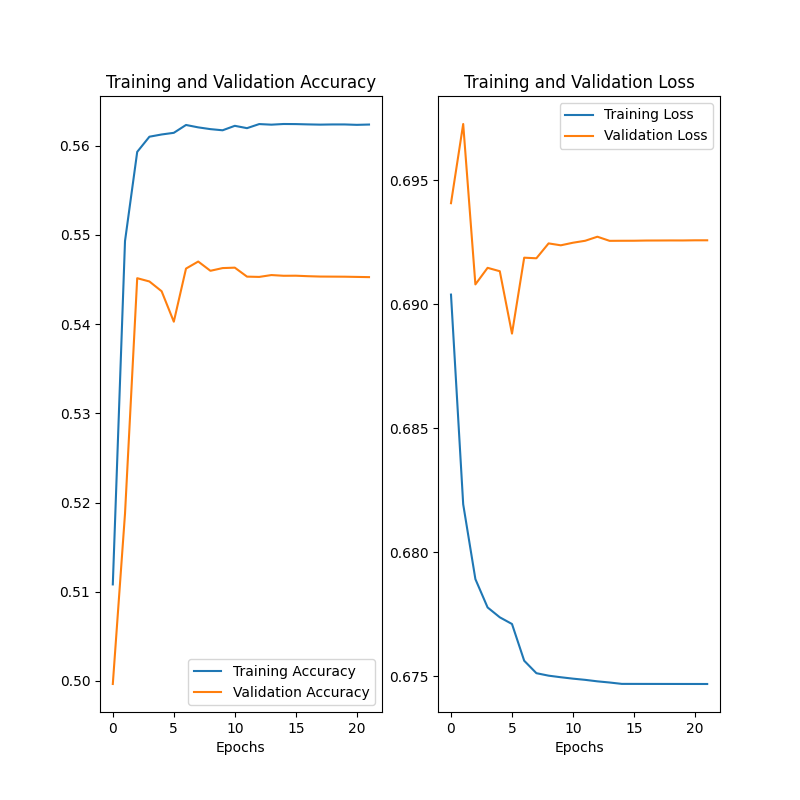 Training and Validation Accuracy
0.56
0.55
0.54
0.53
0.52
0.51
0.50
0
5
10
15
20
Epochs
Training Accuracy
Validation Accuracy
Training and Validation Loss
0.695
0.690
0.685
0.680
0.675
0
5
10
15
20
Epochs
Training Loss
Validation Loss